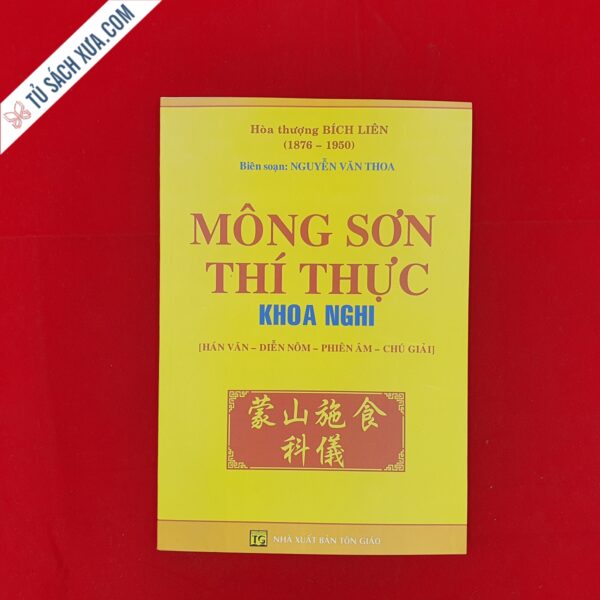 TỦ SÁCH XƯA.COM
Hòa thượng BÍCH LIÊN
(1876 – 1950)
Biên soạn: NGUYỄN VĂN THOA
MÔNG SƠN
THÍ THỰC
KHOA NGHI
[HÁN VĂN – DIỄN NÔM – PHIÊN ÂM – CHÚ GIẢI]
蒙山施食
科儀
TG NHÀ XUẤT BẢN TÔN GIÁO